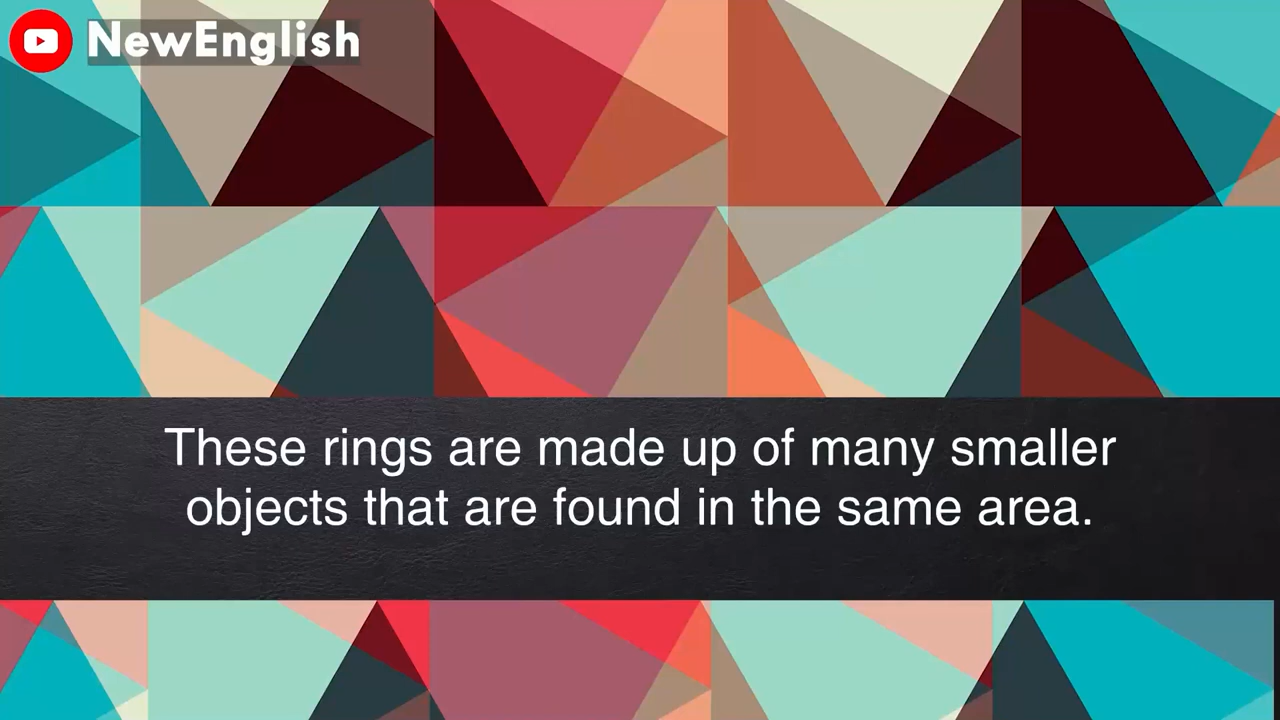 NewEnglish
These rings are made up of many smaller
objects that are found in the same area.